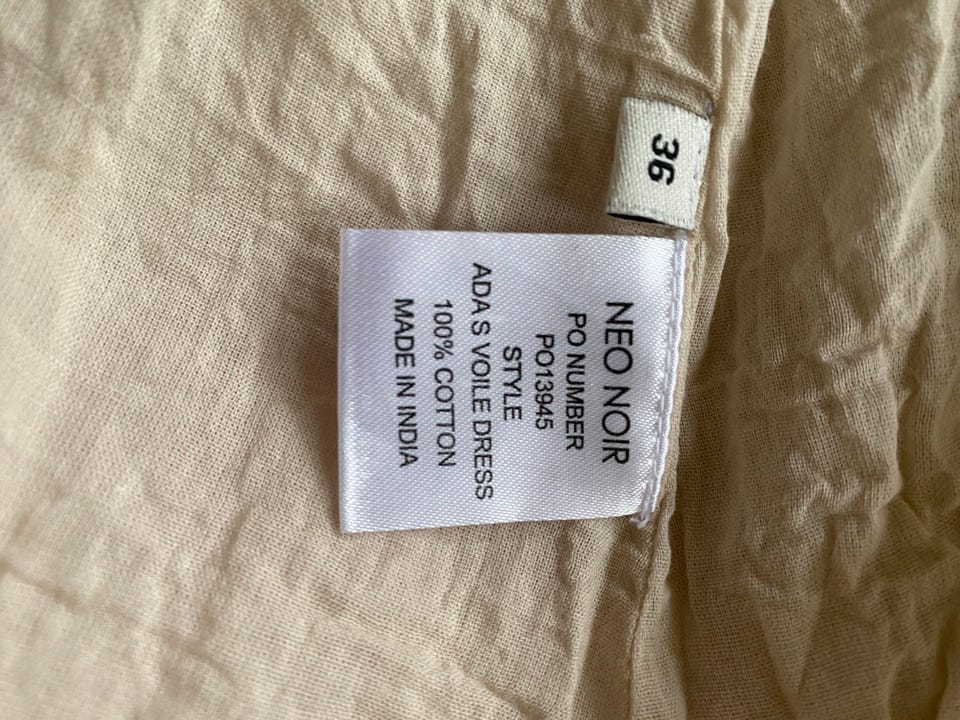 36
NEO NOIR
PO NUMBER
PO13945
STYLE
ADA S VOILE DRESS
100% COTTON
MADE IN INDIA